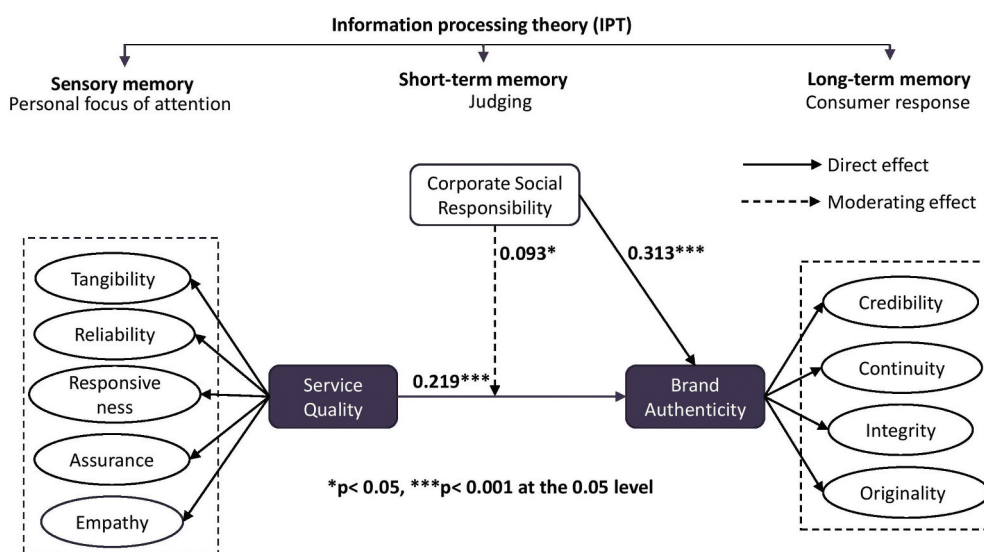 Information processing theory (IPT)
Sensory memory
Personal focus of attention
Short-term memory
Judging
Long-term memory
Consumer response
Direct effect
Moderating effect
Corporate Social
Responsibility
0.093*
0.313***
Tangibility
Reliability
Responsive
ness
Assurance
Empathy
Service
Quality
0.219***
Brand
Authenticity
Credibility
Continuity
Integrity
Originality
*p< 0.05, ***p< 0.001 at the 0.05 level